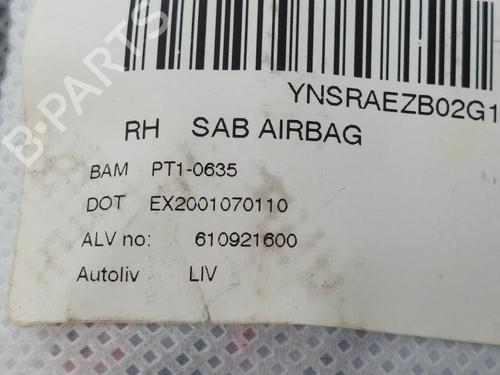 YNSRAEZB02G1
RH SAB AIRBAG
BAM PT1-0635
DOT EX2001070110
ALV no: 610921600
Autoliv LIV
B-PARTS